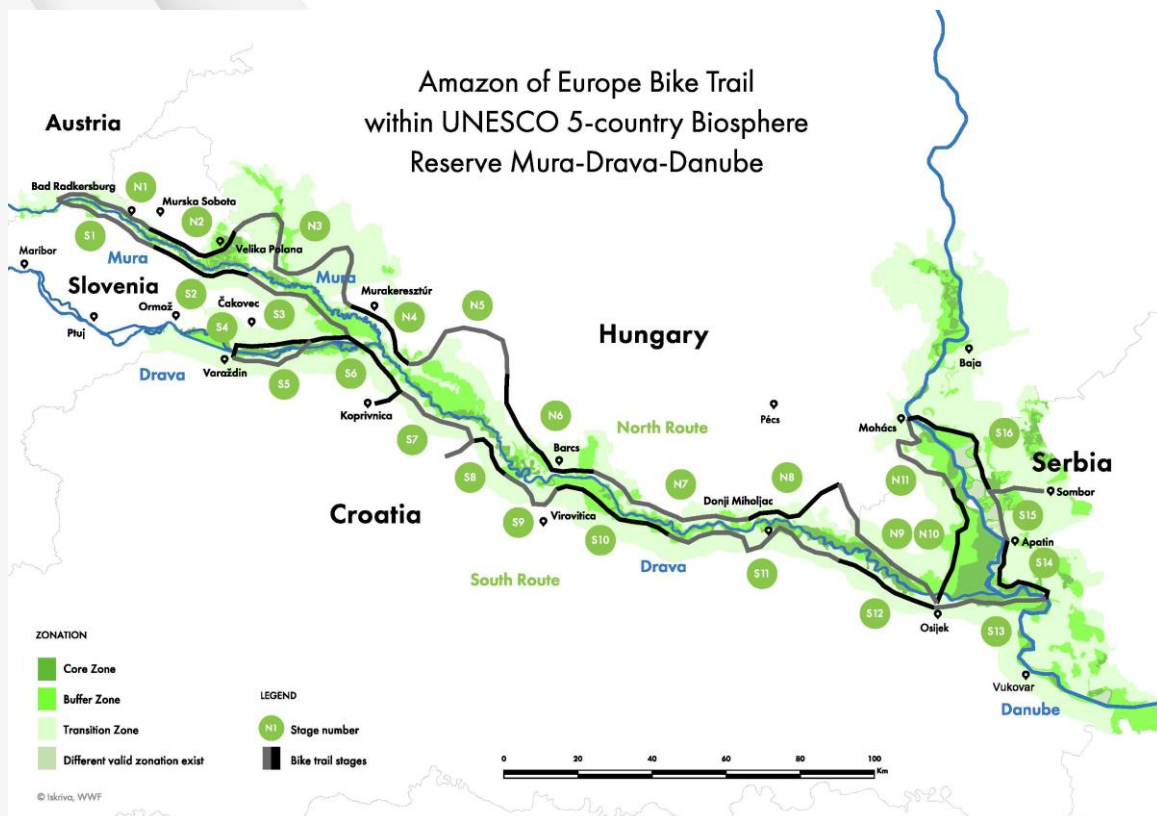 Amazon of Europe Bike Trail
within UNESCO 5-country Biosphere
Reserve Mura-Drava-Danube
Austria
Bad Radkersburg
N1
Murska Sobota
N2
N3
S1
Velika Polana
Maribor
Mura
Mura
Slovenia
S2
Murakeresztúr
Ormož
Čakovec
S3
N4
N5
Ptuj
S4
Hungary
Baja
Drava
Varaždin
S5
S6
Koprivnica
Pécs
Mohács
S7
North Route
S16
N6
Barcs
Serbia
S8
N7
N8
N11
Sombor
Croatia
Donji Miholjac
S9
Virovitica
S10
N9
N10
S15
Apatin
Drava
S11
S14
South Route
S12
Osijek
S13
ZONATION
Core Zone
Buffer Zone
Transition Zone
Different valid zonation exist
LEGEND
N1
Stage number
Bike trail stages
Vukovar
Danube
0 20 40 60 80 100
Km
© Iskriva, WWF